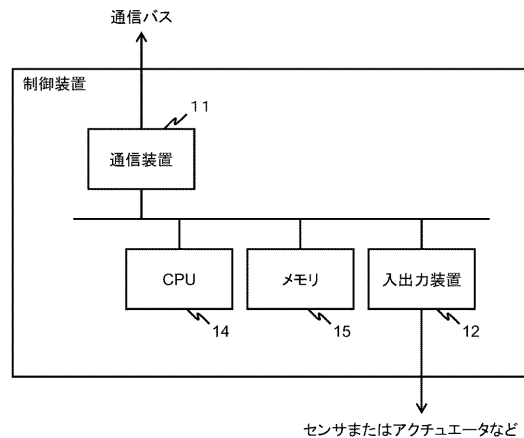 通信バス
制御装置
11
通信装置
CPU
メモリ
入出力装置
14
15
12
センサまたはアクチュエータなど